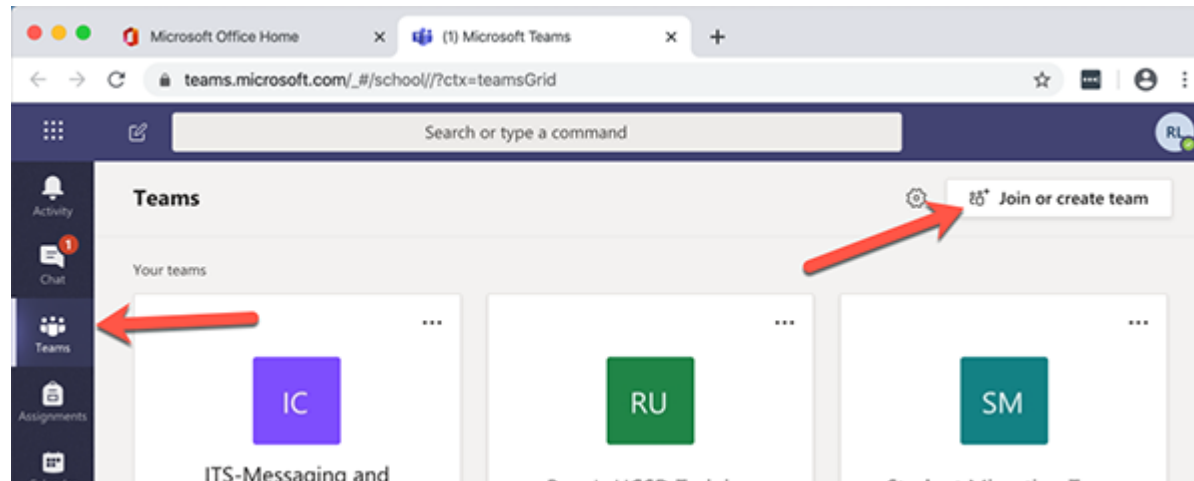 Microsoft Office Home
(1) Microsoft Teams
teams.microsoft.com/_#/school//?ctx=teamsGrid
Search or type a command
RL
Activity
Teams
Join or create team
1
Chat
Your teams
Teams
IC
RU
SM
Assignments
ITS-Messaging and